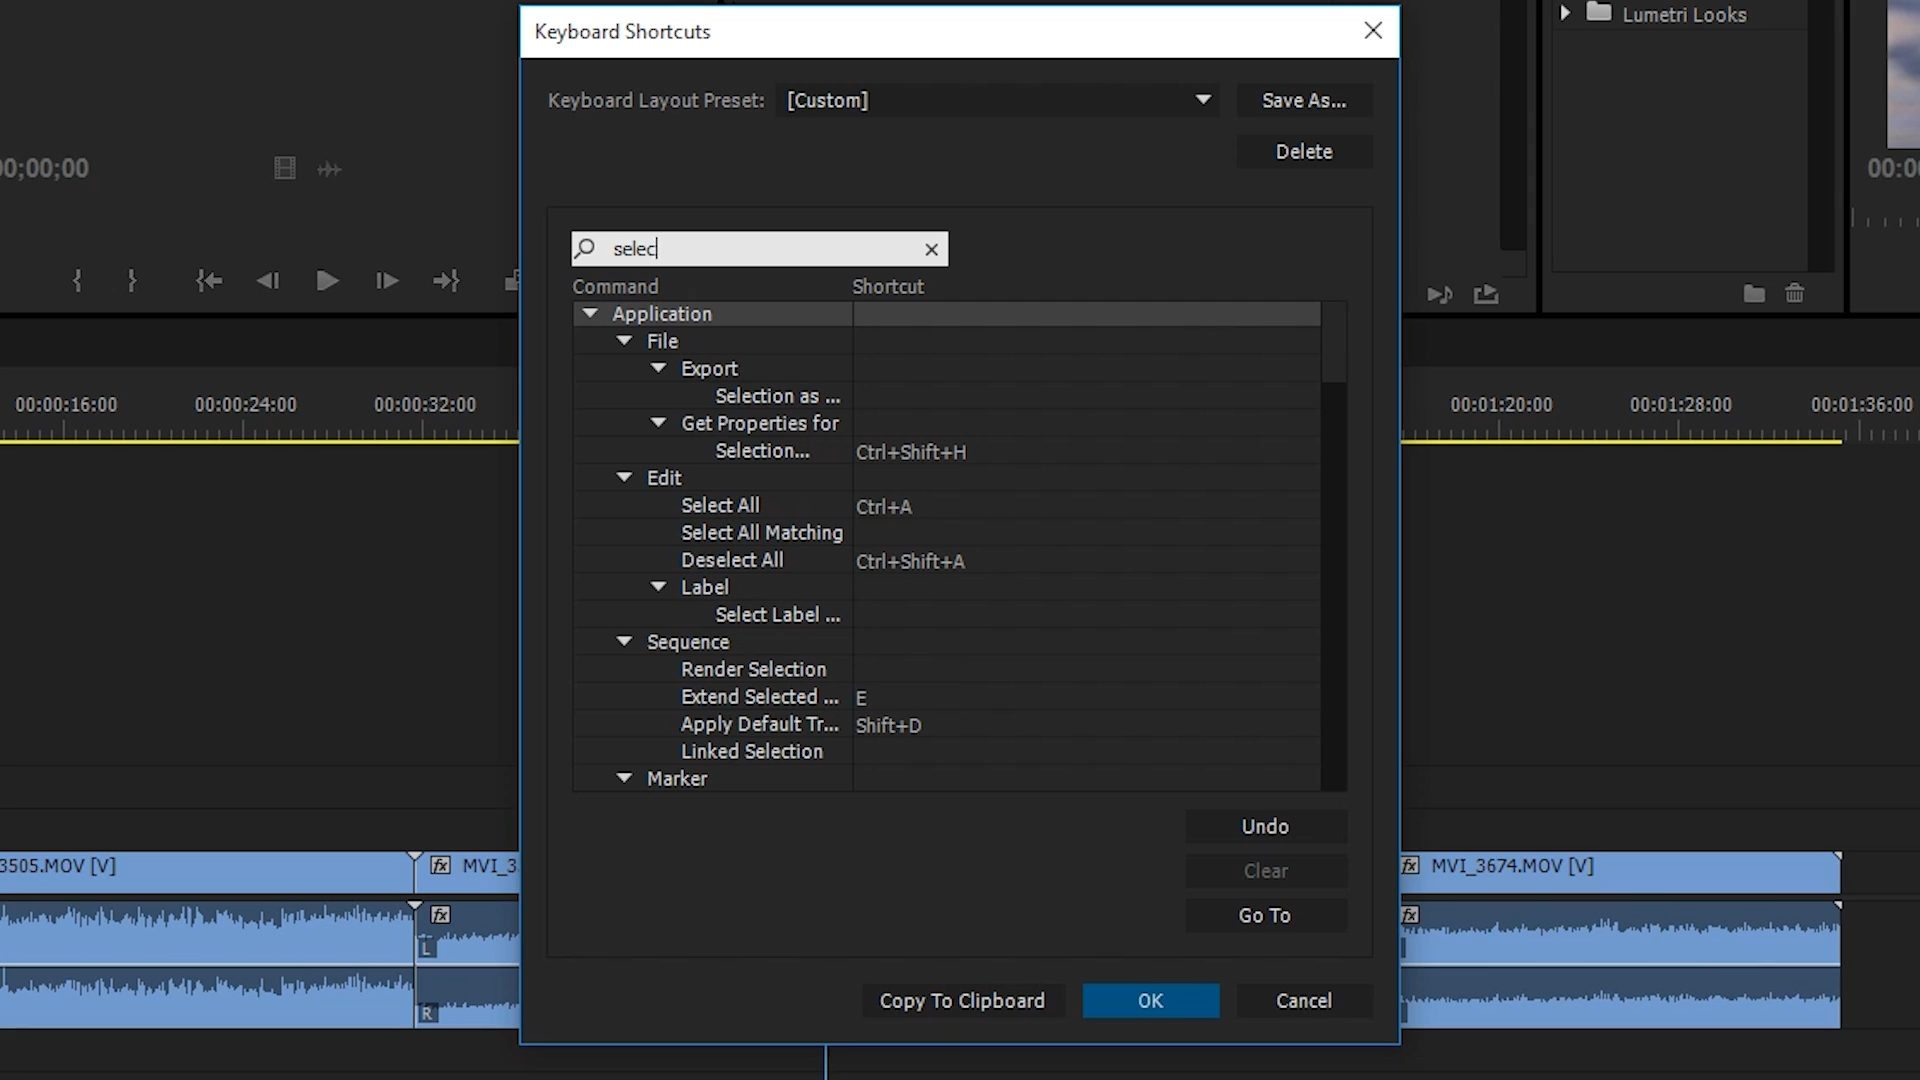 Keyboard Shortcuts
Lumetri Looks
Keyboard Layout Preset: [Custom] Save As...
Delete
00;00;00
00:0
selec
Command Shortcut
Application
File
Export
Selection as ...
Get Properties for
Selection... Ctrl+Shift+H
Edit
Select All Ctrl+A
Select All Matching
Deselect All Ctrl+Shift+A
Label
Select Label ...
Sequence
Render Selection
Extend Selected ... E
Apply Default Tr... Shift+D
Linked Selection
Marker
00:00:16:00 00:00:24:00 00:00:32:00 00:01:20:00 00:01:28:00 00:01:36:00
Undo
Clear
Go To
3505.MOV [V] fx MVI_3 fx MVI_3674.MOV [V]
fx fx
L
R
Copy To Clipboard OK Cancel